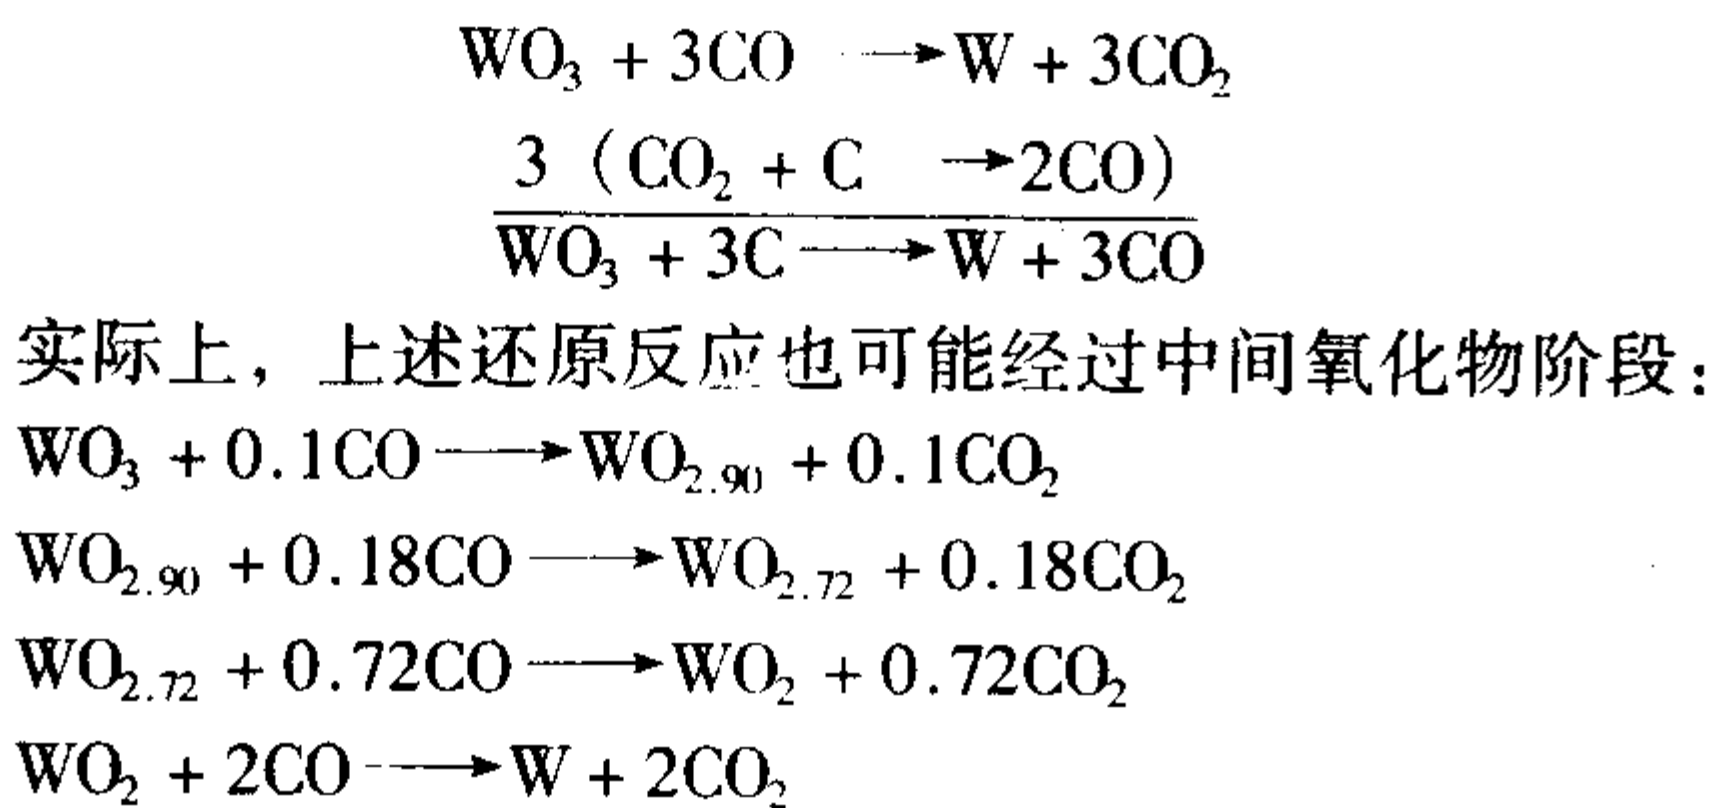 WO₃ + 3CO →W + 3CO₂
3（CO₂ + C →2CO）
WO₃ + 3C→W + 3CO
实际上，上述还原反应也可能经过中间氧化物阶段：
WO₃ + 0.1CO→WO₂.₉₀ + 0.1CO₂
WO₂.₉₀ + 0.18CO→WO₂.₇₂ + 0.18CO₂
WO₂.₇₂ + 0.72CO→WO₂ + 0.72CO₂
WO₂ + 2CO→W + 2CO₂